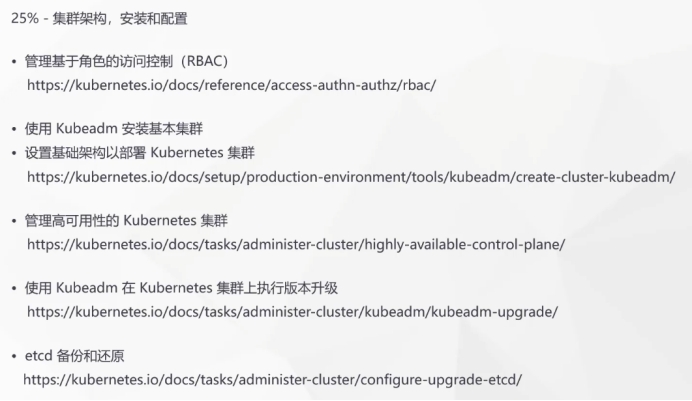 25% - 集群架构，安装和配置
• 管理基于角色的访问控制（RBAC）
https://kubernetes.io/docs/reference/access-authn-authz/rbac/
• 使用 Kubeadm 安装基本集群
• 设置基础架构以部署 Kubernetes 集群
https://kubernetes.io/docs/setup/production-environment/tools/kubeadm/create-cluster-kubeadm/
• 管理高可用性的 Kubernetes 集群
https://kubernetes.io/docs/tasks/administer-cluster/highly-available-control-plane/
• 使用 Kubeadm 在 Kubernetes 集群上执行版本升级
https://kubernetes.io/docs/tasks/administer-cluster/kubeadm/kubeadm-upgrade/
• etcd 备份和还原
https://kubernetes.io/docs/tasks/administer-cluster/configure-upgrade-etcd/